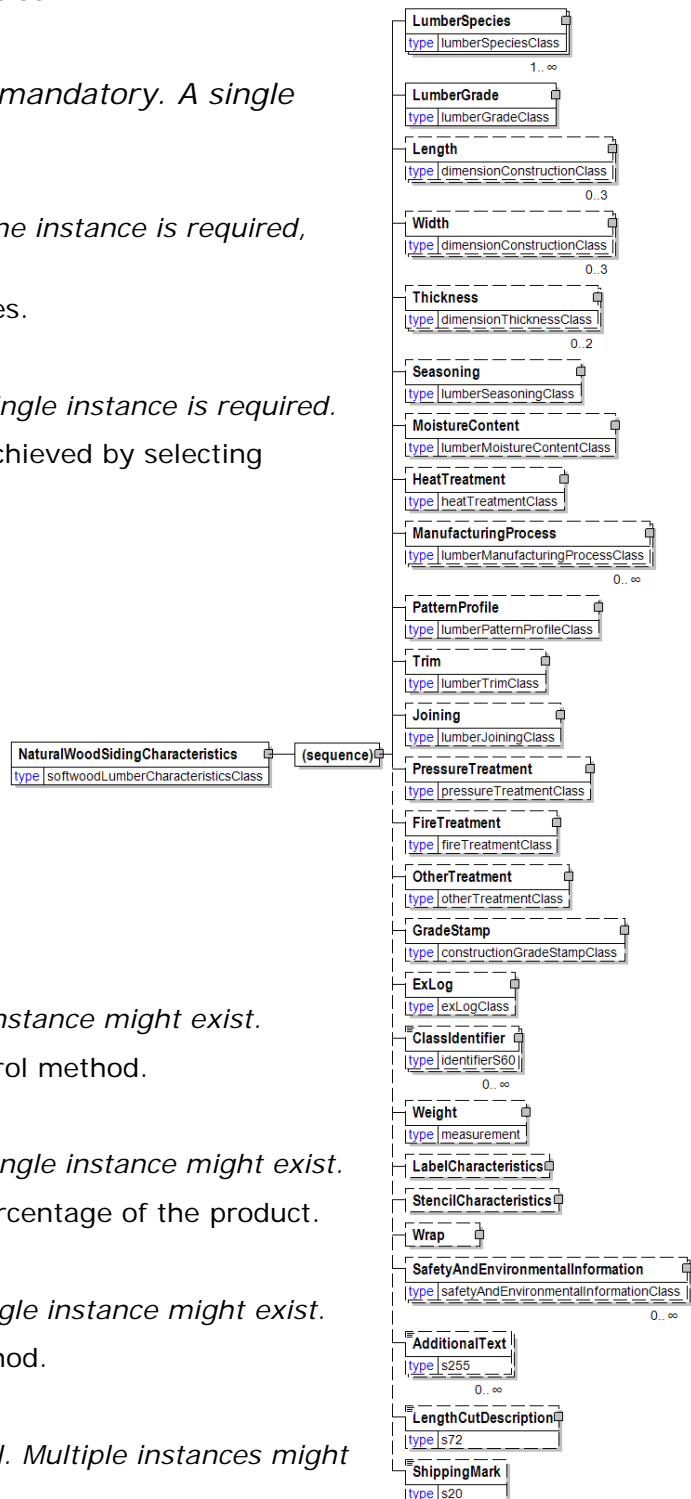 mandatory. A single
ne instance is required,
es.
ngle instance is required.
chieved by selecting
nstance might exist.
rol method.
ngle instance might exist.
rcentage of the product.
gle instance might exist.
nod.
l. Multiple instances might
NaturalWoodSidingCharacteristics
type softwoodLumberCharacteristicsClass
(sequence)
LumberSpecies
type lumberSpeciesClass
1..∞
LumberGrade
type lumberGradeClass
Length
type dimensionConstructionClass
0..3
Width
type dimensionConstructionClass
0..3
Thickness
type dimensionThicknessClass
0..2
Seasoning
type lumberSeasoningClass
MoistureContent
type lumberMoistureContentClass
HeatTreatment
type heatTreatmentClass
ManufacturingProcess
type lumberManufacturingProcessClass
0..∞
PatternProfile
type lumberPatternProfileClass
Trim
type lumberTrimClass
Joining
type lumberJoiningClass
PressureTreatment
type pressureTreatmentClass
FireTreatment
type fireTreatmentClass
OtherTreatment
type otherTreatmentClass
GradeStamp
type constructionGradeStampClass
ExLog
type exLogClass
ClassIdentifier
type identifierS60
0..∞
Weight
type measurement
LabelCharacteristics
StencilCharacteristics
Wrap
SafetyAndEnvironmentalInformation
type safetyAndEnvironmentalInformationClass
0..∞
AdditionalText
type s255
0..∞
LengthCutDescription
type s72
ShippingMark
type s20